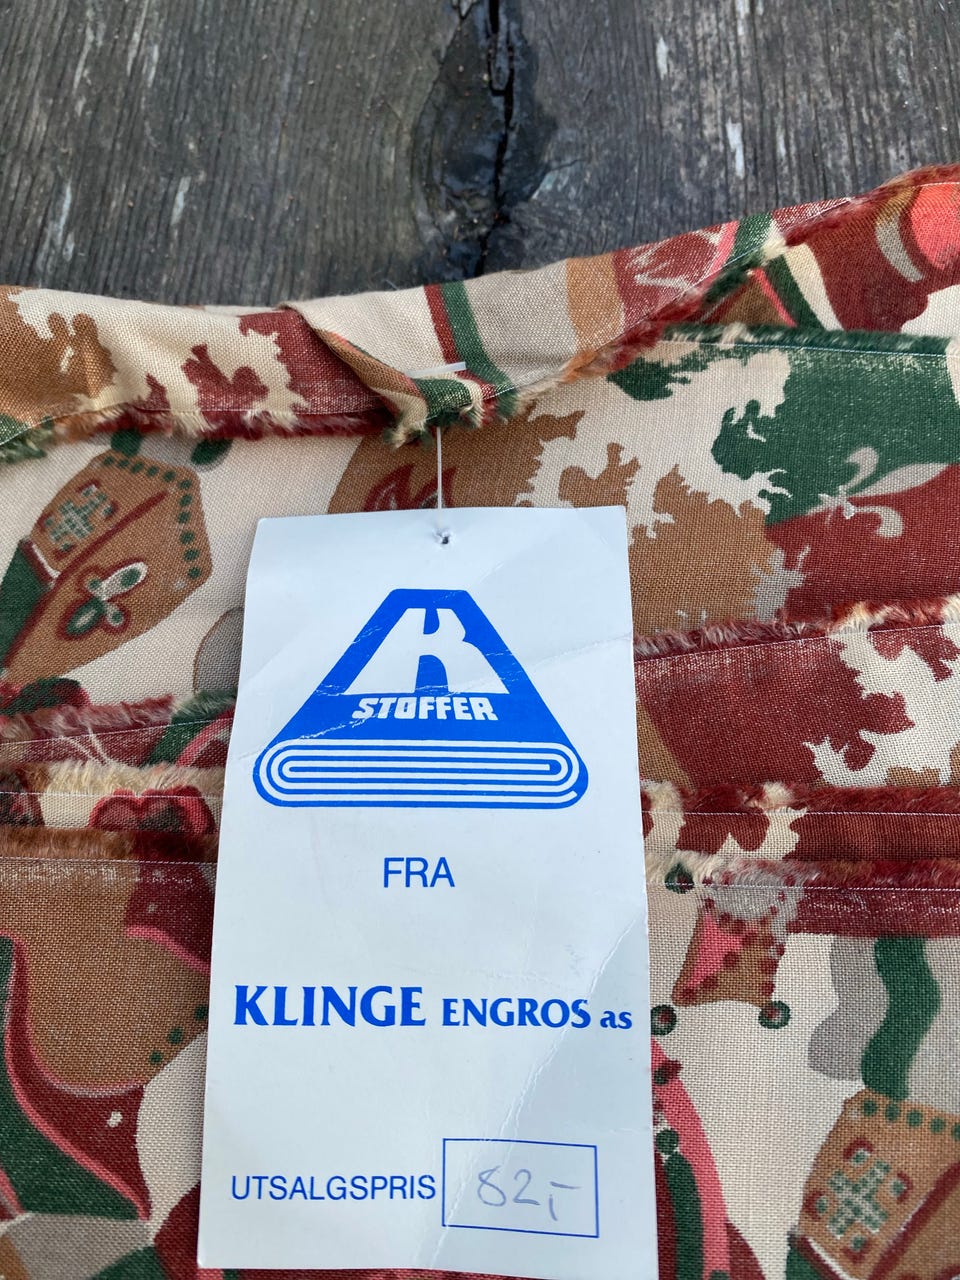 K
STOFFER
FRA
KLINGE ENGROS as
UTSALGSPRIS 82,-